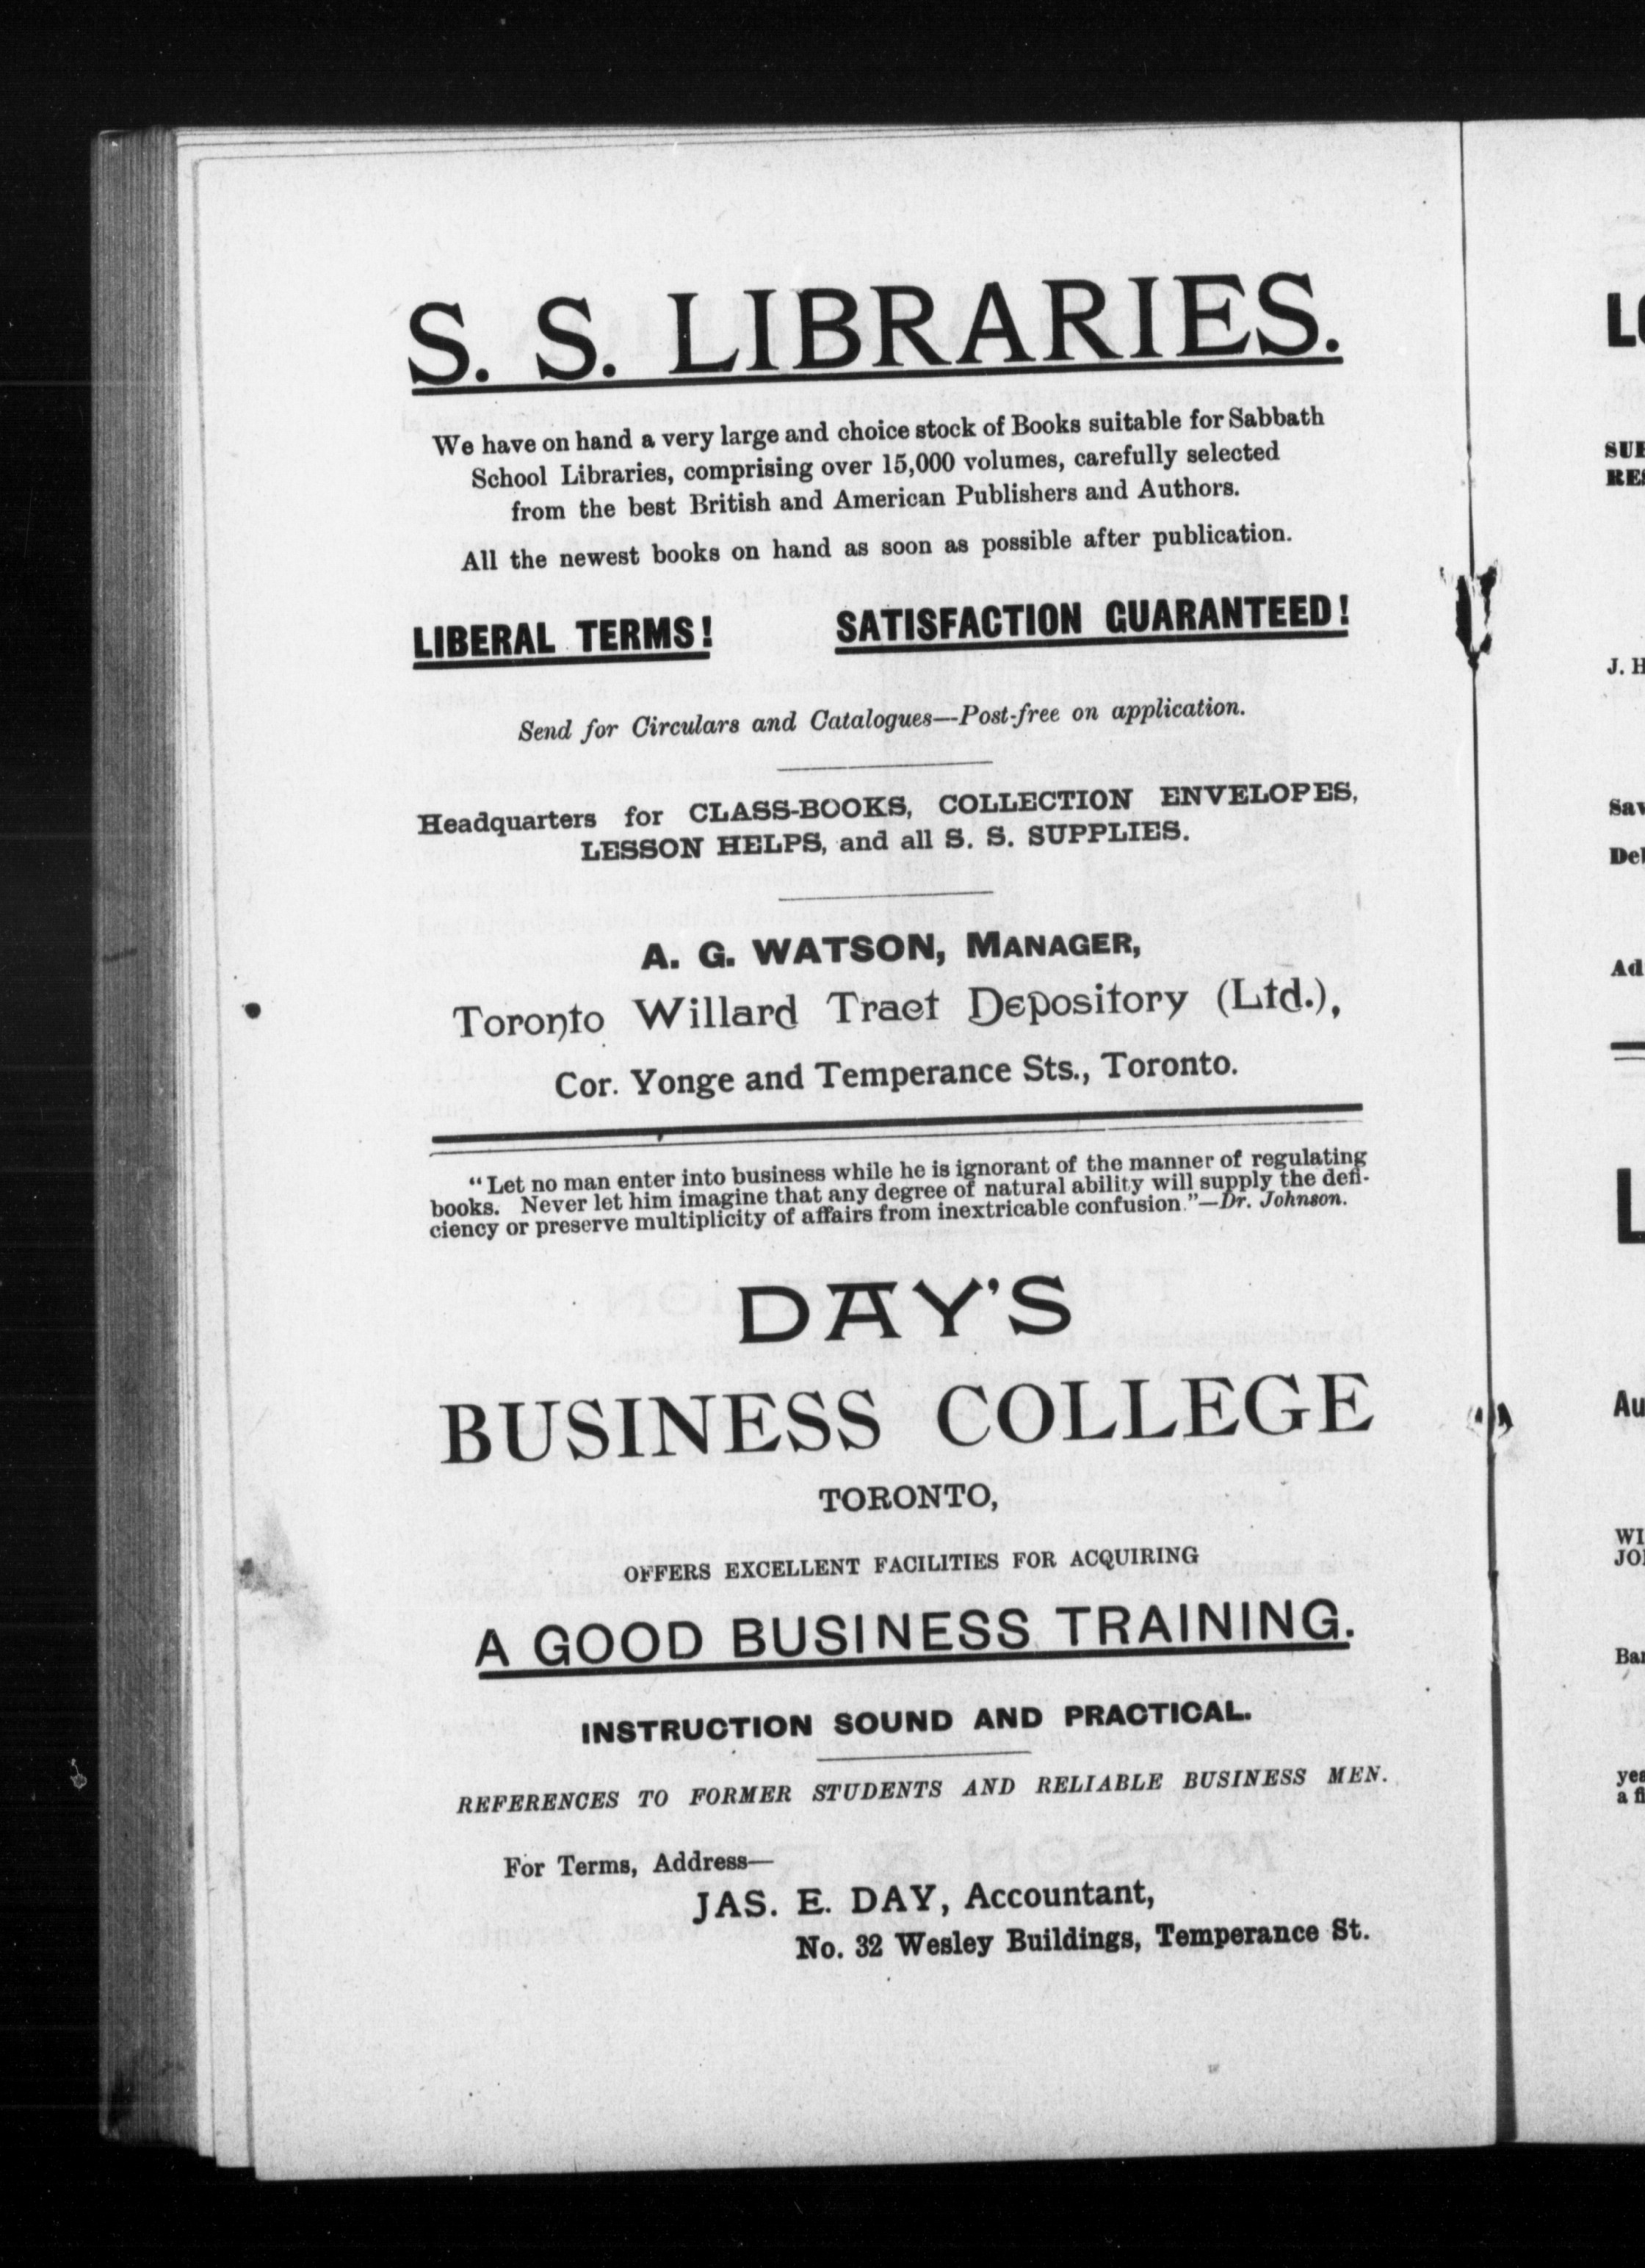 S. S. LIBRARIES.
We have on hand a very large and choice stock of Books suitable for Sabbath
School Libraries, comprising over 15,000 volumes, carefully selected
from the best British and American Publishers and Authors.
All the newest books on hand as soon as possible after publication.
LIBERAL TERMS! SATISFACTION GUARANTEED!
Send for Circulars and Catalogues—Post-free on application.
Headquarters for CLASS-BOOKS, COLLECTION ENVELOPES,
LESSON HELPS, and all S. S. SUPPLIES.
A. G. WATSON, MANAGER,
Toronto Willard Tract Depository (Ltd.),
Cor. Yonge and Temperance Sts., Toronto.
"Let no man enter into business while he is ignorant of the manner of regulating
books. Never let him imagine that any degree of natural ability will supply the defi-
ciency or preserve multiplicity of affairs from inextricable confusion."—Dr. Johnson.
DAY'S
BUSINESS COLLEGE
TORONTO,
OFFERS EXCELLENT FACILITIES FOR ACQUIRING
A GOOD BUSINESS TRAINING.
INSTRUCTION SOUND AND PRACTICAL.
REFERENCES TO FORMER STUDENTS AND RELIABLE BUSINESS MEN.
For Terms, Address—
JAS. E. DAY, Accountant,
No. 32 Wesley Buildings, Temperance St.